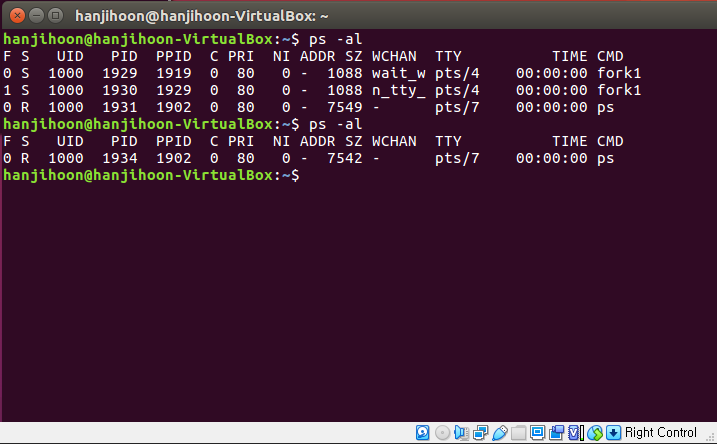 hanjihoon@hanjihoon-VirtualBox: ~
hanjihoon@hanjihoon-VirtualBox:~$ ps -al
F S   UID   PID  PPID  C PRI  NI ADDR SZ WCHAN  TTY          TIME CMD
0 S  1000  1929  1919  0  80   0 -  1088 wait_w pts/4    00:00:00 fork1
1 S  1000  1930  1929  0  80   0 -  1088 n_tty_ pts/4    00:00:00 fork1
0 R  1000  1931  1902  0  80   0 -  7549 -      pts/7    00:00:00 ps
hanjihoon@hanjihoon-VirtualBox:~$ ps -al
F S   UID   PID  PPID  C PRI  NI ADDR SZ WCHAN  TTY          TIME CMD
0 R  1000  1934  1902  0  80   0 -  7542 -      pts/7    00:00:00 ps
hanjihoon@hanjihoon-VirtualBox:~$
Right Control